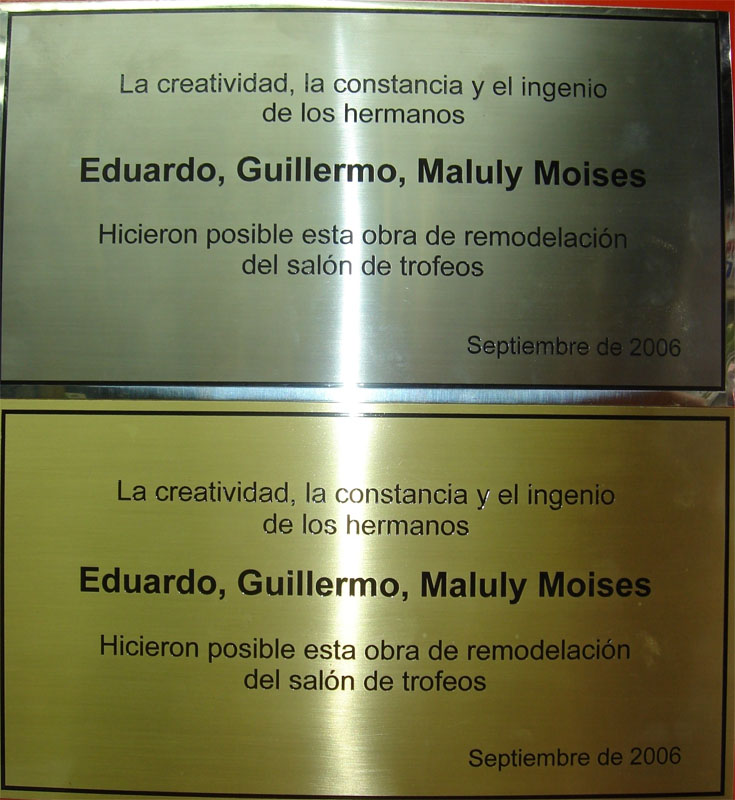 La creatividad, la constancia y el ingenio
de los hermanos
Eduardo, Guillermo, Maluly Moises
Hicieron posible esta obra de remodelación
del salón de trofeos
Septiembre de 2006
La creatividad, la constancia y el ingenio
de los hermanos
Eduardo, Guillermo, Maluly Moises
Hicieron posible esta obra de remodelación
del salón de trofeos
Septiembre de 2006